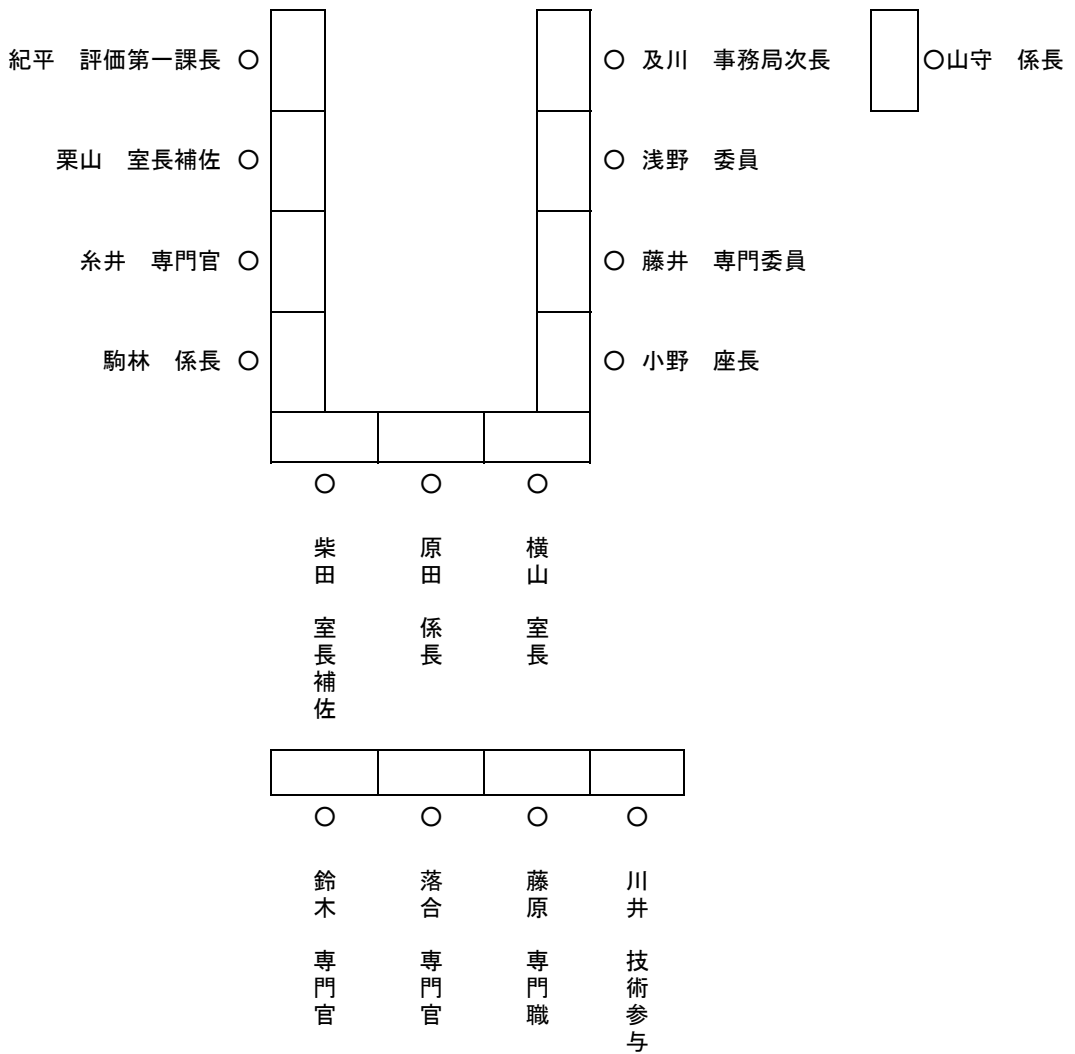 紀平　評価第一課長 ○
○ 及川　事務局次長
○山守　係長
栗山　室長補佐 ○
○ 浅野　委員
糸井　専門官 ○
○ 藤井　専門委員
駒林　係長 ○
○ 小野　座長
○
○
○
柴田　室長補佐
原田　係長
横山　室長
○
○
○
○
鈴木　専門官
落合　専門官
藤原　専門職
川井　技術参与